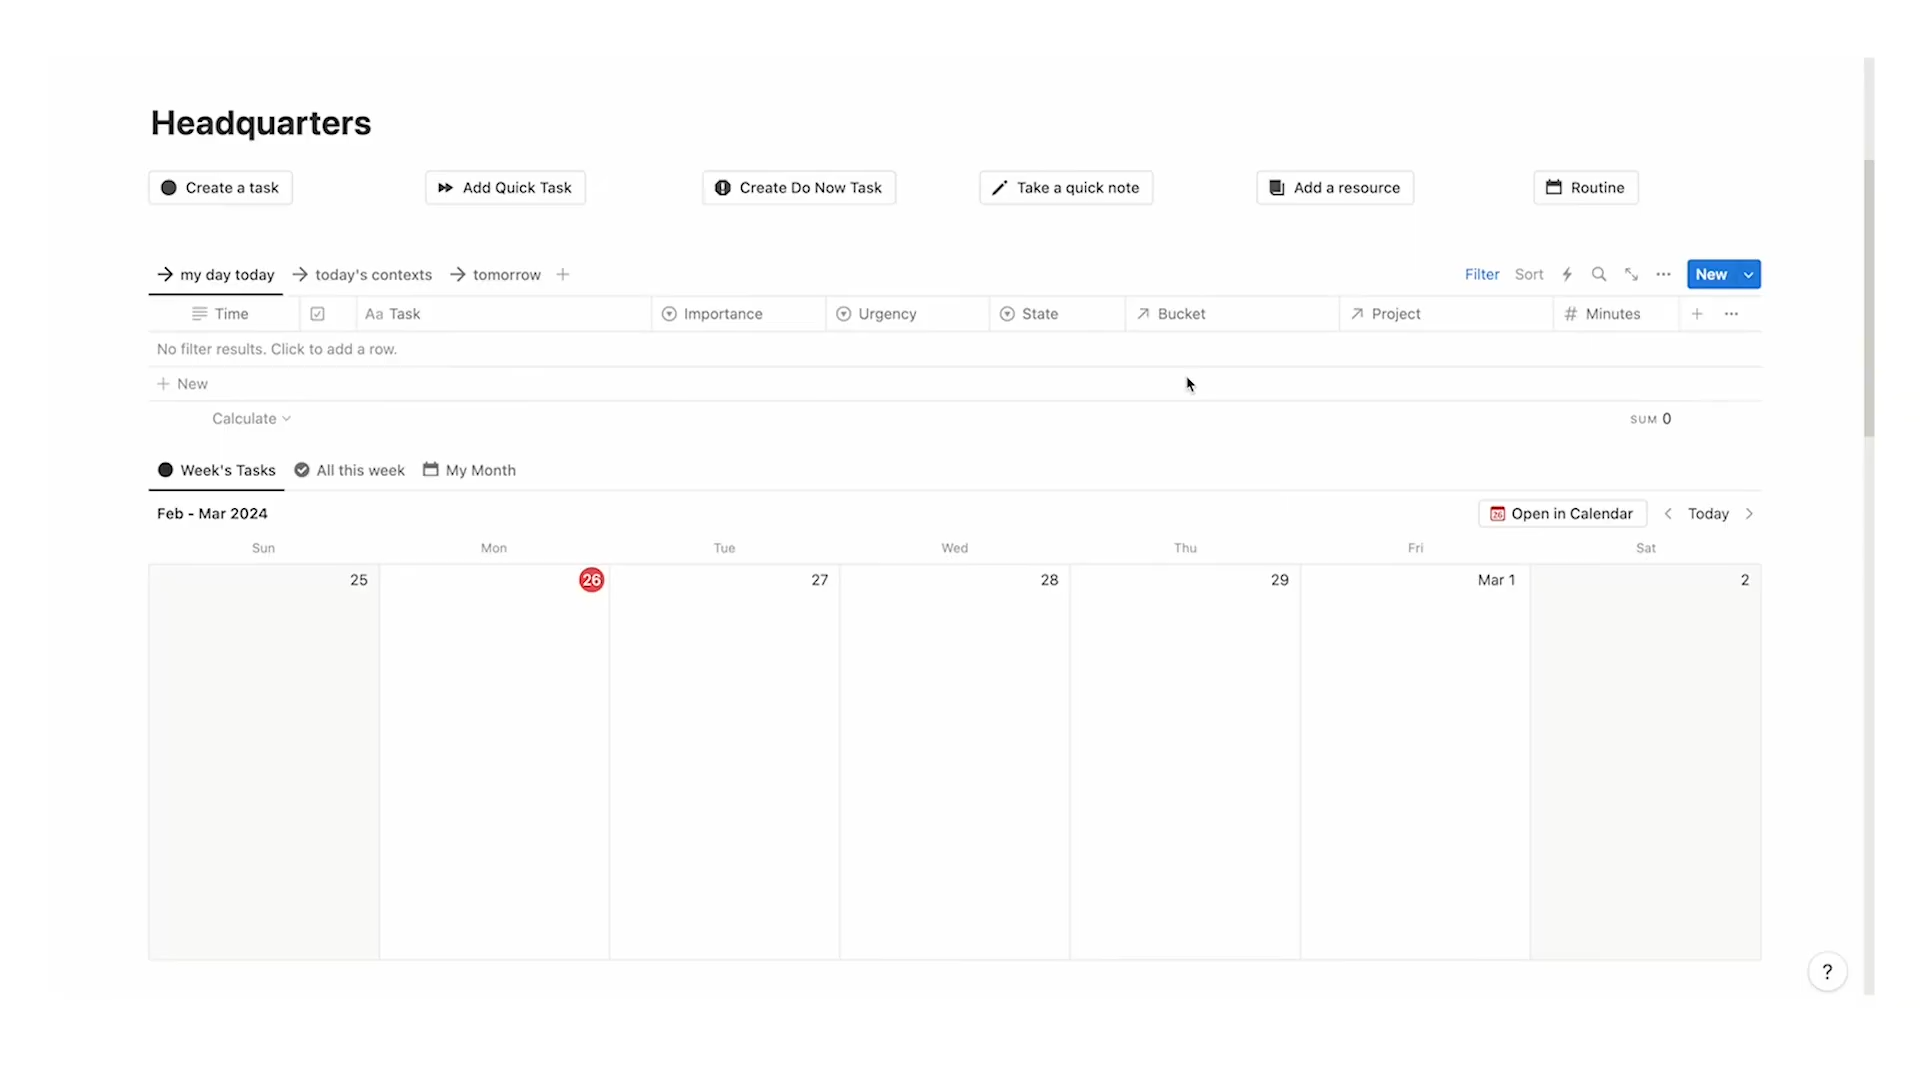 Headquarters
Create a task Add Quick Task Create Do Now Task Take a quick note Add a resource Routine
my day today today's contexts tomorrow Filter Sort New
Time Aa Task Importance Urgency State Bucket Project # Minutes
No filter results. Click to add a row.
+ New
Calculate SUM 0
Week's Tasks All this week My Month
Feb - Mar 2024 26 Open in Calendar Today
Sun Mon Tue Wed Thu Fri Sat
25 26 27 28 29 Mar 1 2
?